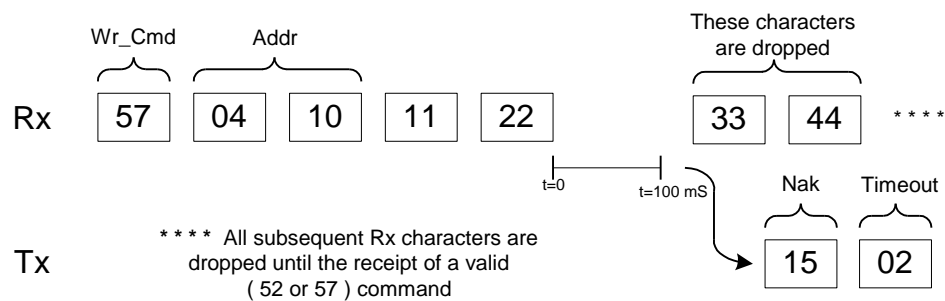 These characters
are dropped
Wr_Cmd Addr
Rx 57 04 10 11 22 33 44 * * * *
t=0 t=100 mS
Nak Timeout
Tx 15 02
* * * * All subsequent Rx characters are
dropped until the receipt of a valid
( 52 or 57 ) command